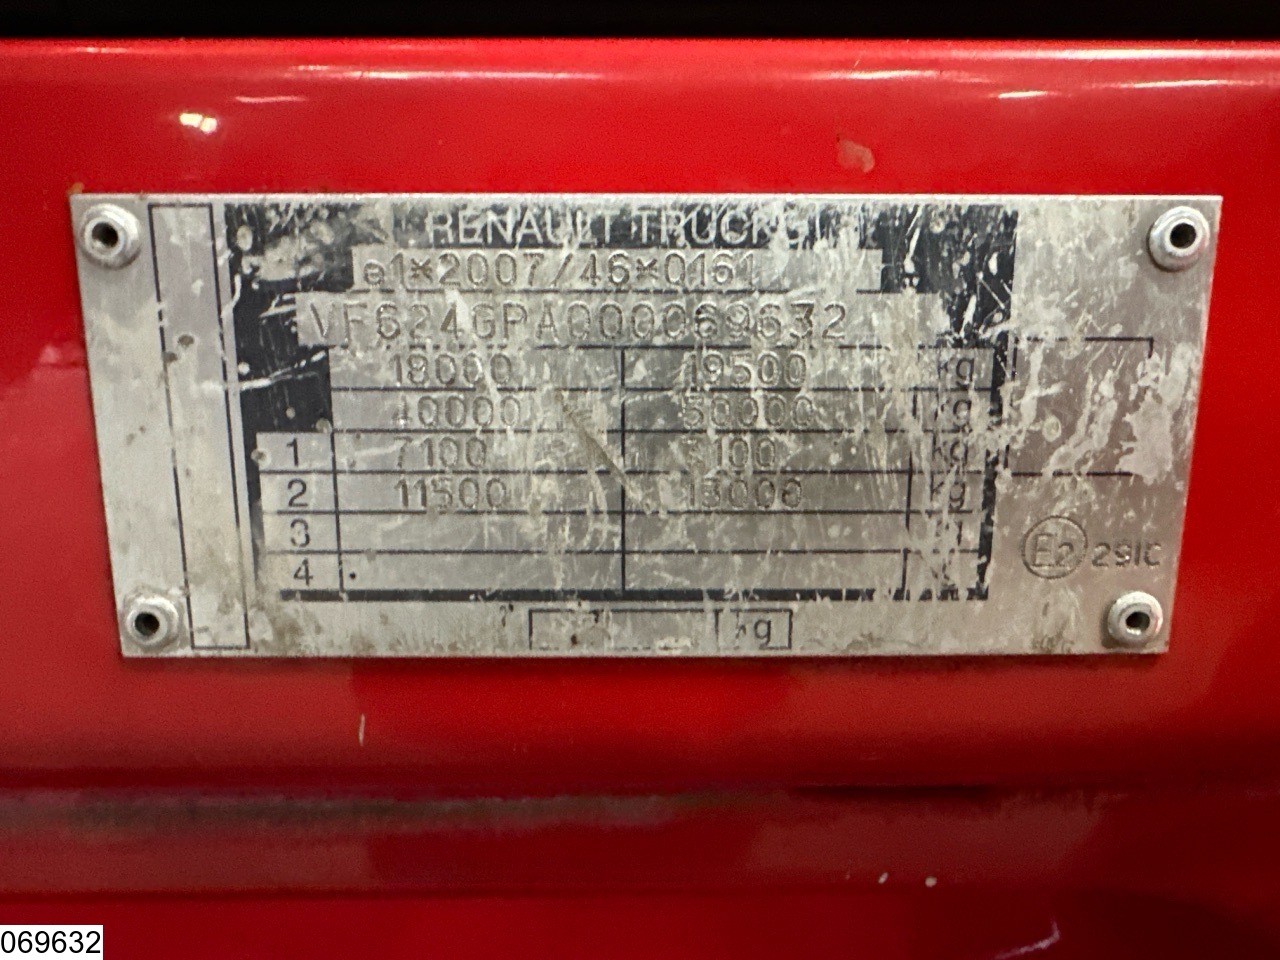 RENAULT TRUCKS
e1*2007/46*0161
VF624GPA000069632
18000 19500 kg
40000 50000 kg
1 7100 7100 kg
2 11500 13000 kg
3
4
kg
E2 291C
069632